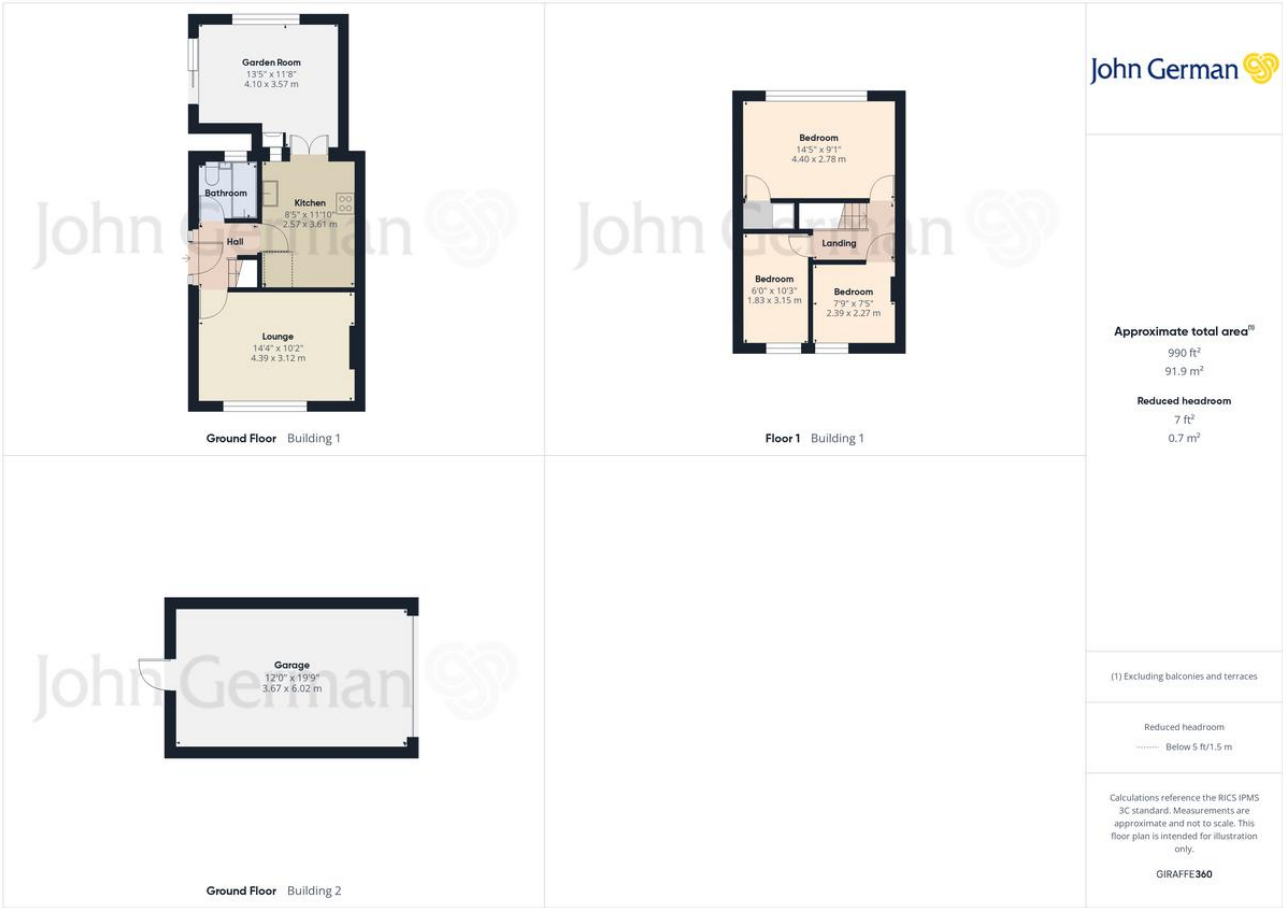 Garden Room
13'5" x 11'8"
4.10 x 3.57 m
Bathroom
Kitchen
8'5" x 11'10"
2.57 x 3.61 m
Hall
Lounge
14'4" x 10'2"
4.39 x 3.12 m
John German
Ground Floor Building 1
Bedroom
14'5" x 9'1"
4.40 x 2.78 m
Landing
Bedroom
6'0" x 10'3"
1.83 x 3.15 m
Bedroom
7'9" x 7'5"
2.39 x 2.27 m
John German
Floor 1 Building 1
Garage
12'0" x 19'9"
3.67 x 6.02 m
John German
Ground Floor Building 2
John German
Approximate total area(1)
990 ft²
91.9 m²
Reduced headroom
7 ft²
0.7 m²
(1) Excluding balconies and terraces
Reduced headroom
Below 5 ft/1.5 m
Calculations reference the RICS IPMS
3C standard. Measurements are
approximate and not to scale. This
floor plan is intended for illustration
only.
GIRAFFE360